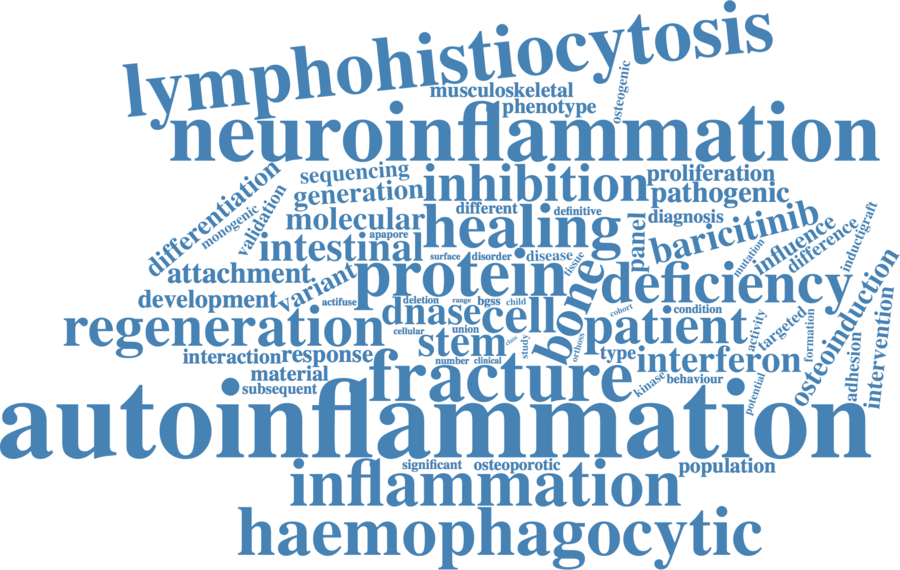 lymphohistiocytosis
musculoskeletal
osteogenic
phenotype
neuroinflammation
differentiation
sequencing
inhibition
proliferation
generation
pathogenic
monogenic
validation
molecular
different
definitive
healing
panel
diagnosis
baricitinib
influence
difference
inductigraft
apapore
intestinal
surface
disorder
disease
tissue
mutation
attachment
variant
protein
bone
deficiency
osteoinduction
development
actifuse
deletion
range
bgss
child
cohort
condition
regeneration
dnase
cell
patient
activity
targeted
formation
adhesion
intervention
cellular
union
class
study
orthoss
stem
interaction
response
number
clinical
type
interferon
material
fracture
kinase
behaviour
potential
subsequent
autoinflammation
significant
osteoporotic
population
inflammation
haemophagocytic